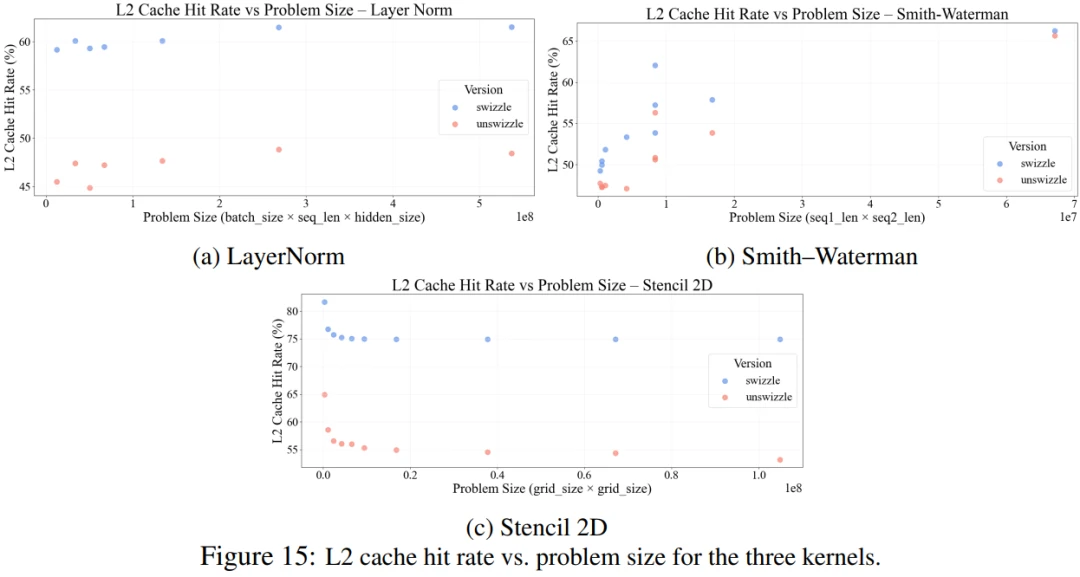 L2 Cache Hit Rate vs Problem Size – Layer Norm
L2 Cache Hit Rate (%)
60
55
50
45
Version
swizzle
unswizzle
0
1
2
3
4
5
1e8
Problem Size (batch_size × seq_len × hidden_size)
(a) LayerNorm
L2 Cache Hit Rate vs Problem Size – Smith-Waterman
L2 Cache Hit Rate (%)
65
60
55
50
Version
swizzle
unswizzle
0
1
2
3
4
5
6
7
1e7
Problem Size (seq1_len × seq2_len)
(b) Smith–Waterman
L2 Cache Hit Rate vs Problem Size – Stencil 2D
L2 Cache Hit Rate (%)
80
75
70
65
60
55
Version
swizzle
unswizzle
0.0
0.2
0.4
0.6
0.8
1.0
1e8
Problem Size (grid_size × grid_size)
(c) Stencil 2D
Figure 15: L2 cache hit rate vs. problem size for the three kernels.